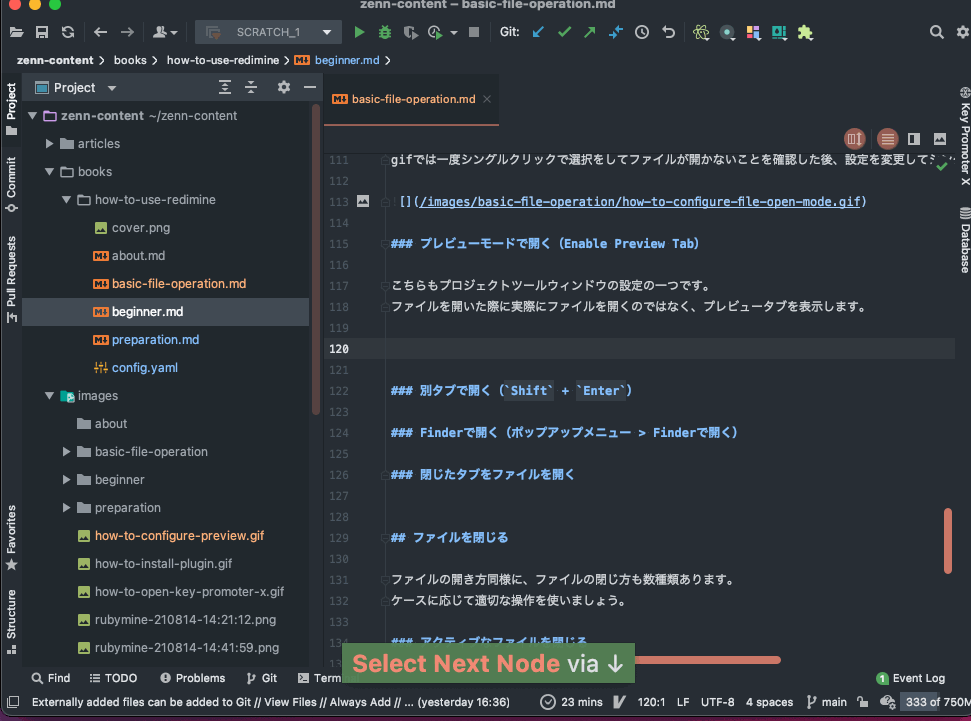 zenn-content – basic-file-operation.md
SCRATCH_1
Git:
zenn-content
books
how-to-use-redimine
beginner.md
Project
Commit
Pull Requests
Favorites
Structure
Project
zenn-content ~/zenn-content
articles
books
how-to-use-redimine
cover.png
about.md
basic-file-operation.md
beginner.md
preparation.md
config.yaml
images
about
basic-file-operation
beginner
preparation
how-to-configure-preview.gif
how-to-install-plugin.gif
how-to-open-key-promoter-x.gif
rubymine-210814-14:21:12.png
rubymine-210814-14:41:59.png
basic-file-operation.md
111 gifでは一度シングルクリックで選択をしてファイルが開かないことを確認した後、設定を変更して
112
113 ![](/images/basic-file-operation/how-to-configure-file-open-mode.gif)
114
115 ### プレビューモードで開く（Enable Preview Tab）
116
117 こちらもプロジェクトツールウィンドウの設定の一つです。
118 ファイルを開いた際に実際にファイルを開くのではなく、プレビュータブを表示します。
119
120
121
122 ### 別タブで開く（`Shift` + `Enter`）
123
124 ### Finderで開く（ポップアップメニュー > Finderで開く）
125
126 ### 閉じたタブをファイルを開く
127
128
129 ## ファイルを閉じる
130
131 ファイルの開き方同様に、ファイルの閉じ方も数種類あります。
132 ケースに応じて適切な操作を使いましょう。
133
134 ### アクティブなファイルを閉じる
Key Promoter X
Database
Select Next Node via ↓
Find
TODO
Problems
Git
Term
1 Event Log
Externally added files can be added to Git // View Files // Always Add // ... (yesterday 16:36)
23 mins
120:1
LF
UTF-8
4 spaces
main
333 of 750M